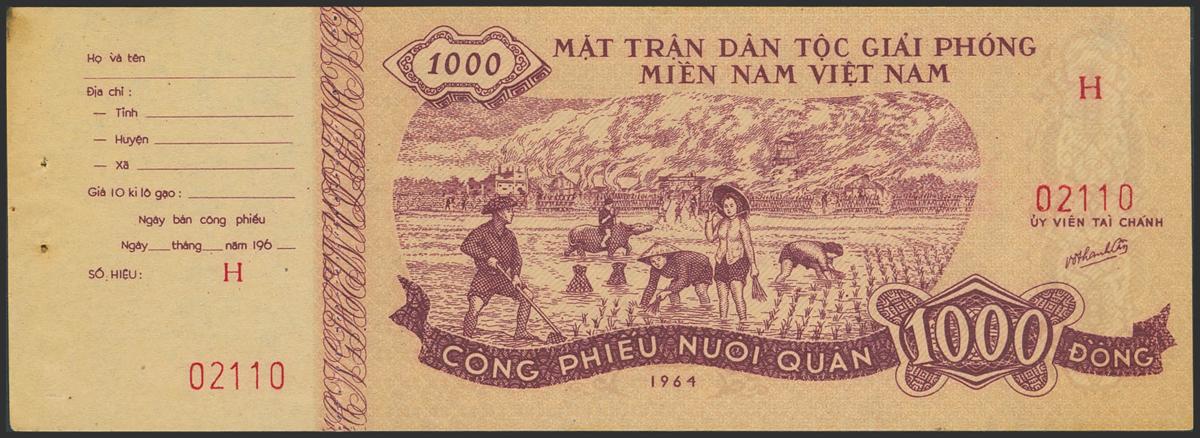 Họ và tên
Địa chỉ :
— Tỉnh
— Huyện
— Xã
Giá 10 ki lô gạo :
Ngày bán công phiếu
Ngày tháng năm 196
SỐ HIỆU : H
02110
1000
MẶT TRẬN DÂN TỘC GIẢI PHÓNG
MIỀN NAM VIỆT NAM
H
02110
ỦY VIÊN TÀI CHÁNH
CÔNG PHIẾU NUÔI QUÂN 1000 ĐỒNG
1964